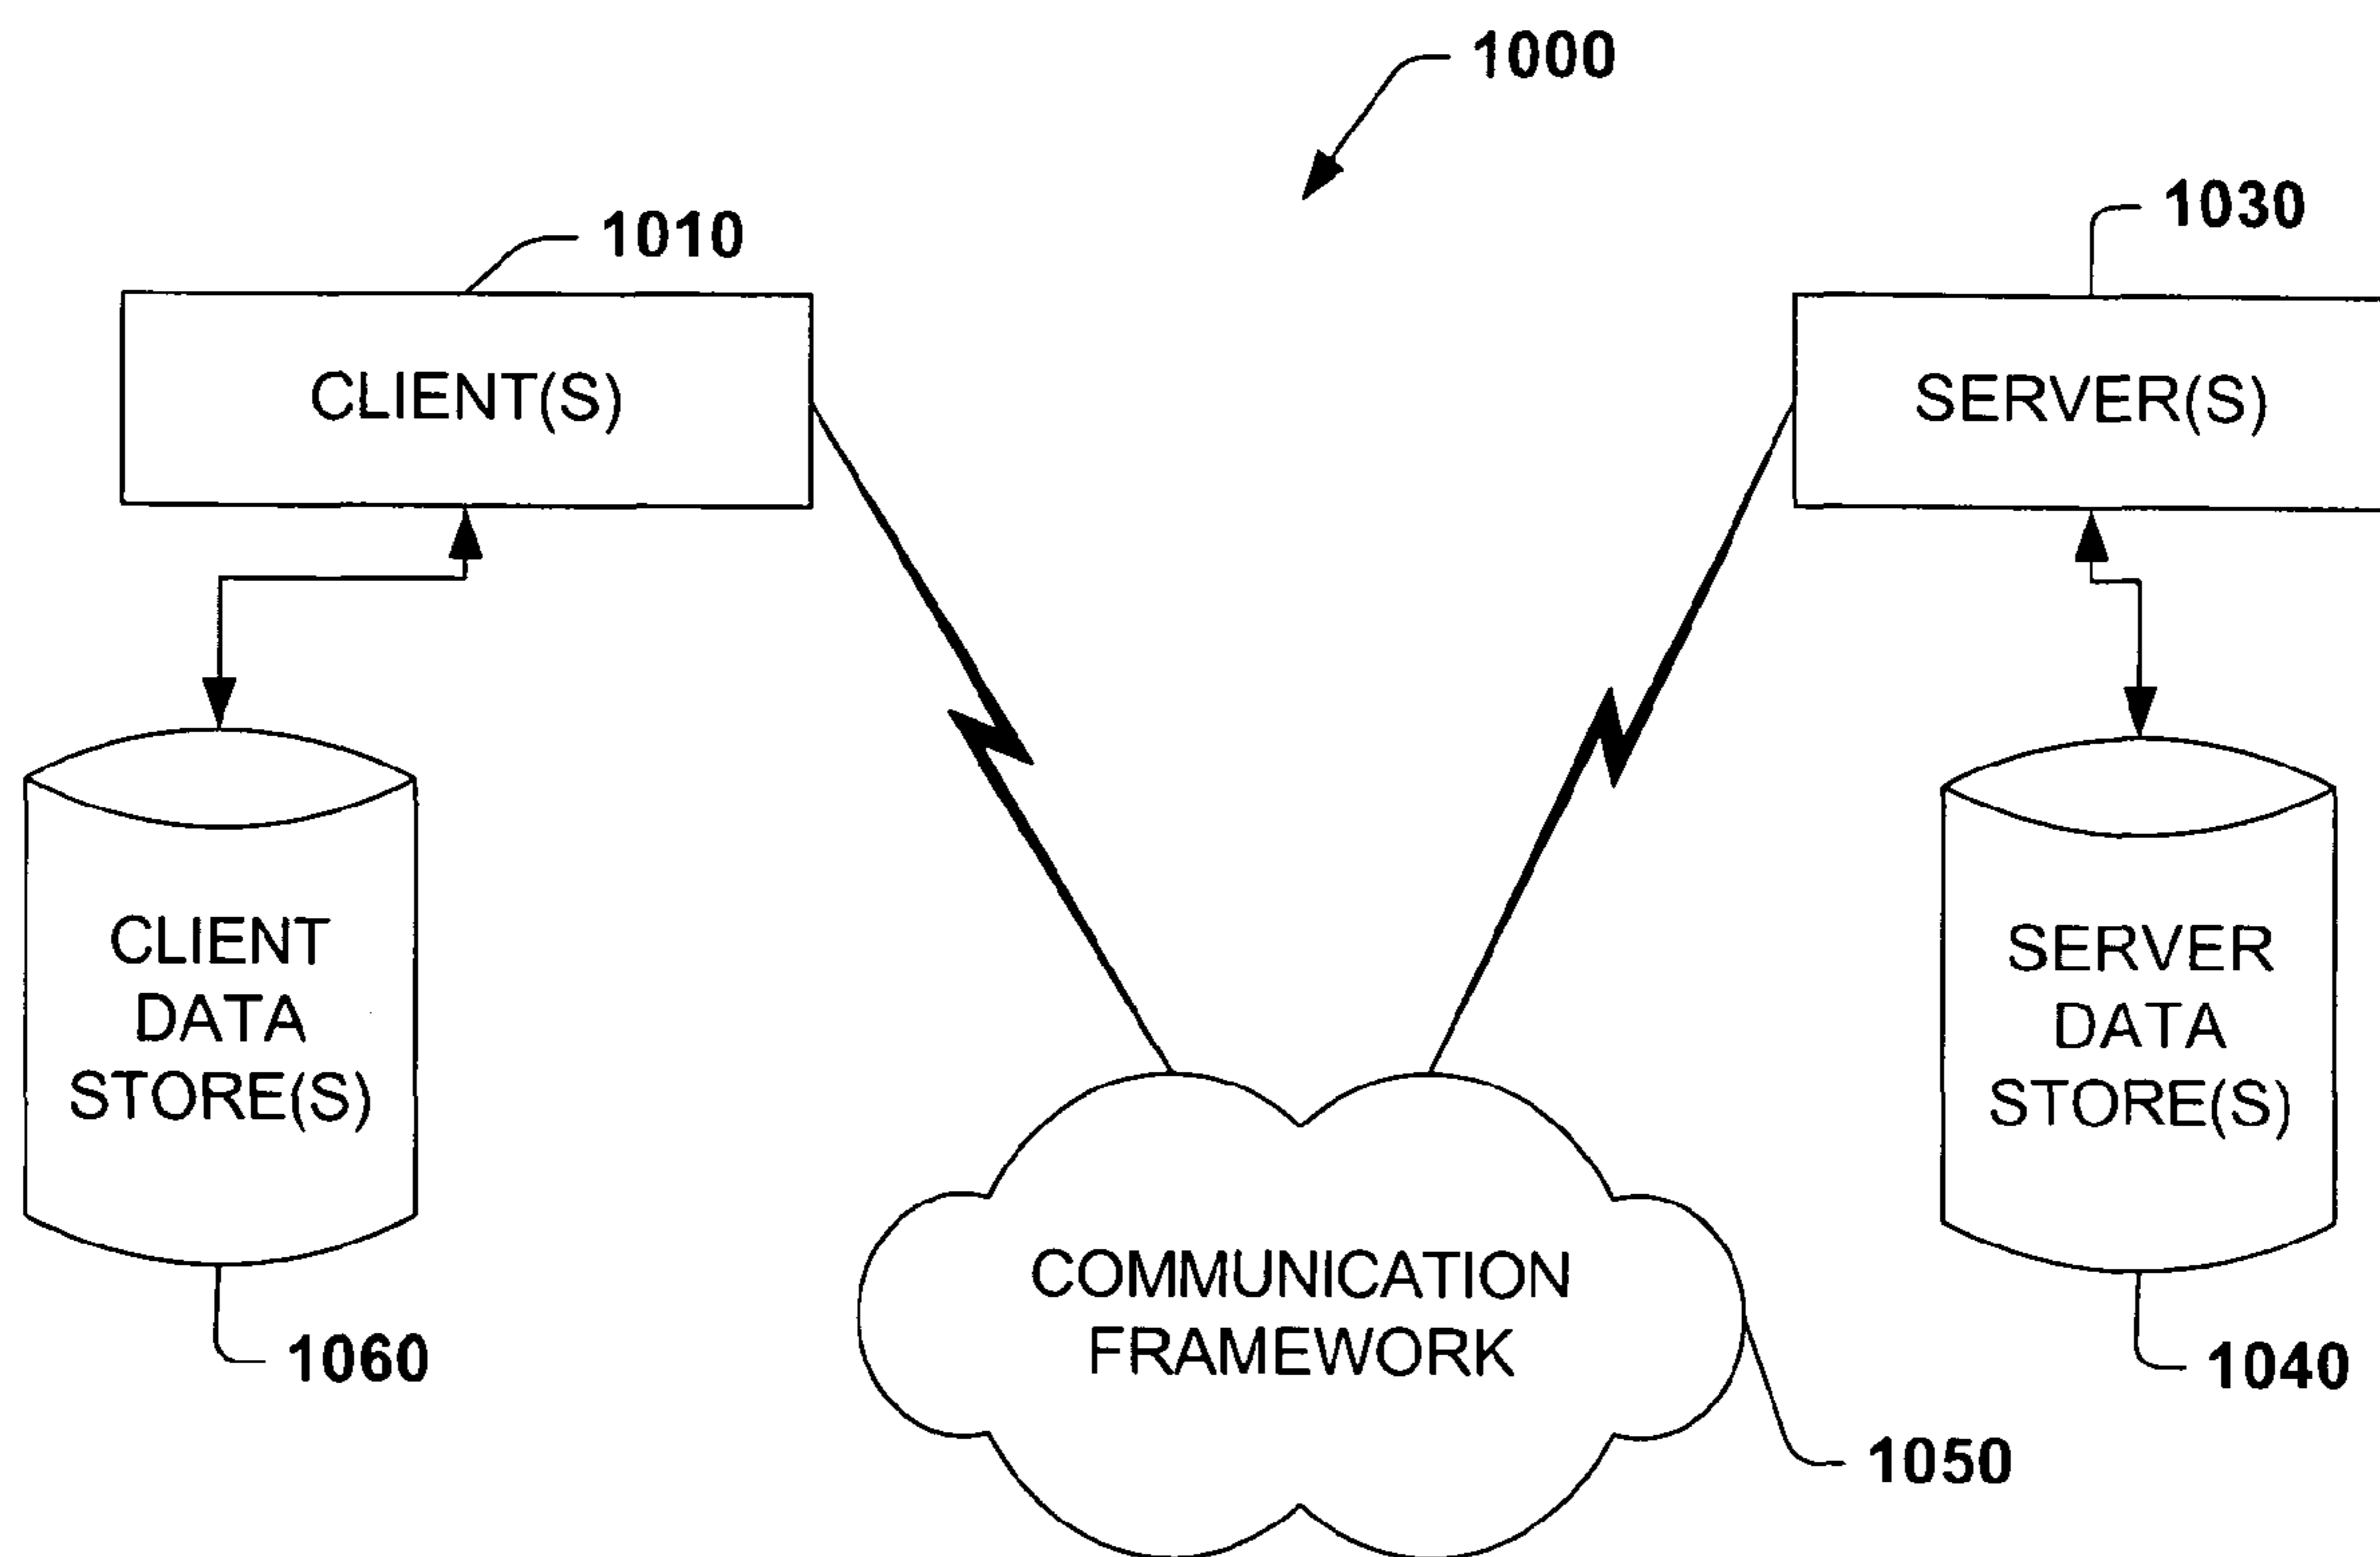 1000
1010
1030
CLIENT(S)
SERVER(S)
CLIENT
DATA
STORE(S)
SERVER
DATA
STORE(S)
COMMUNICATION
FRAMEWORK
1060
1040
1050